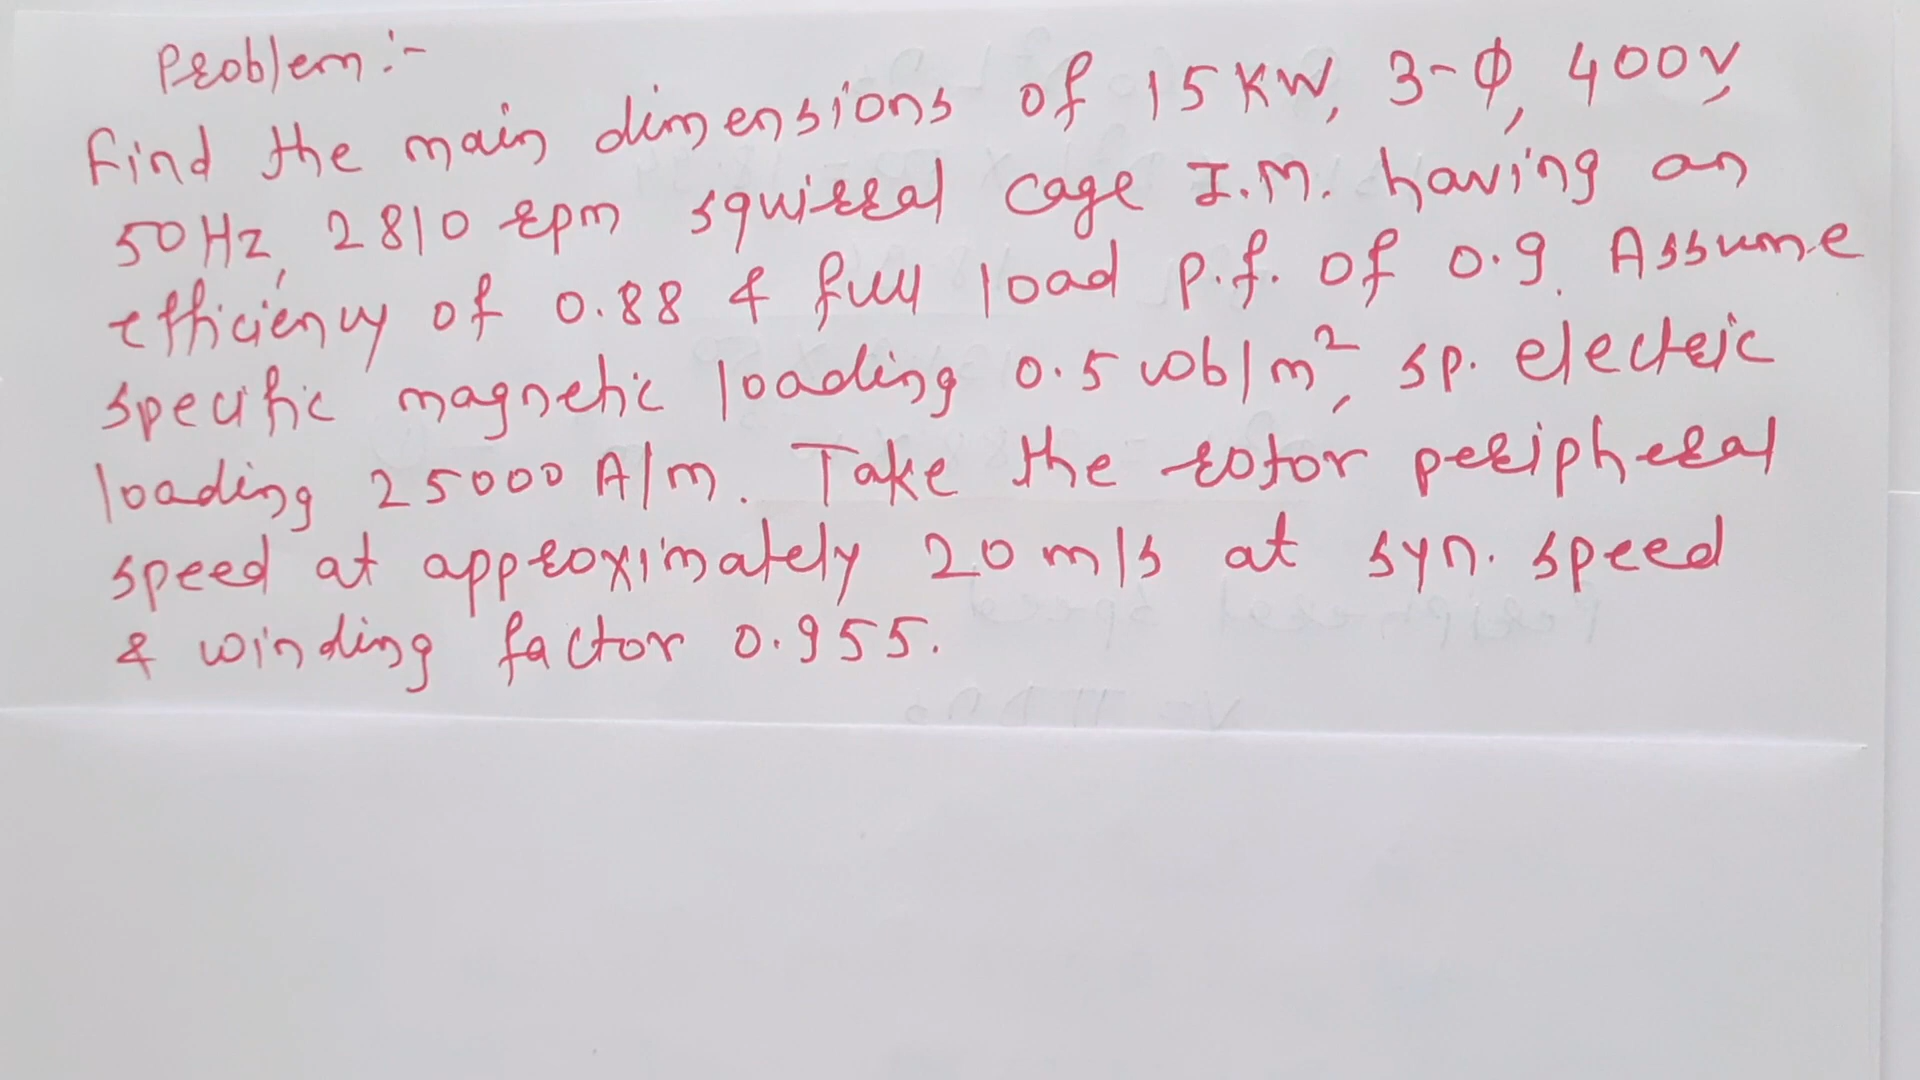 Problem:-
Find the main dimensions of 15 KW, 3-Φ, 400V,
50Hz, 2810 rpm squirral cage I.M. having an
efficiency of 0.88 & full load p.f. of 0.9. Assume
specific magnetic loading 0.5 wb/m², sp. electric
loading 25000 A/m. Take the rotor peripheral
speed at approximately 20 m/s at syn. speed
& winding factor 0.955.